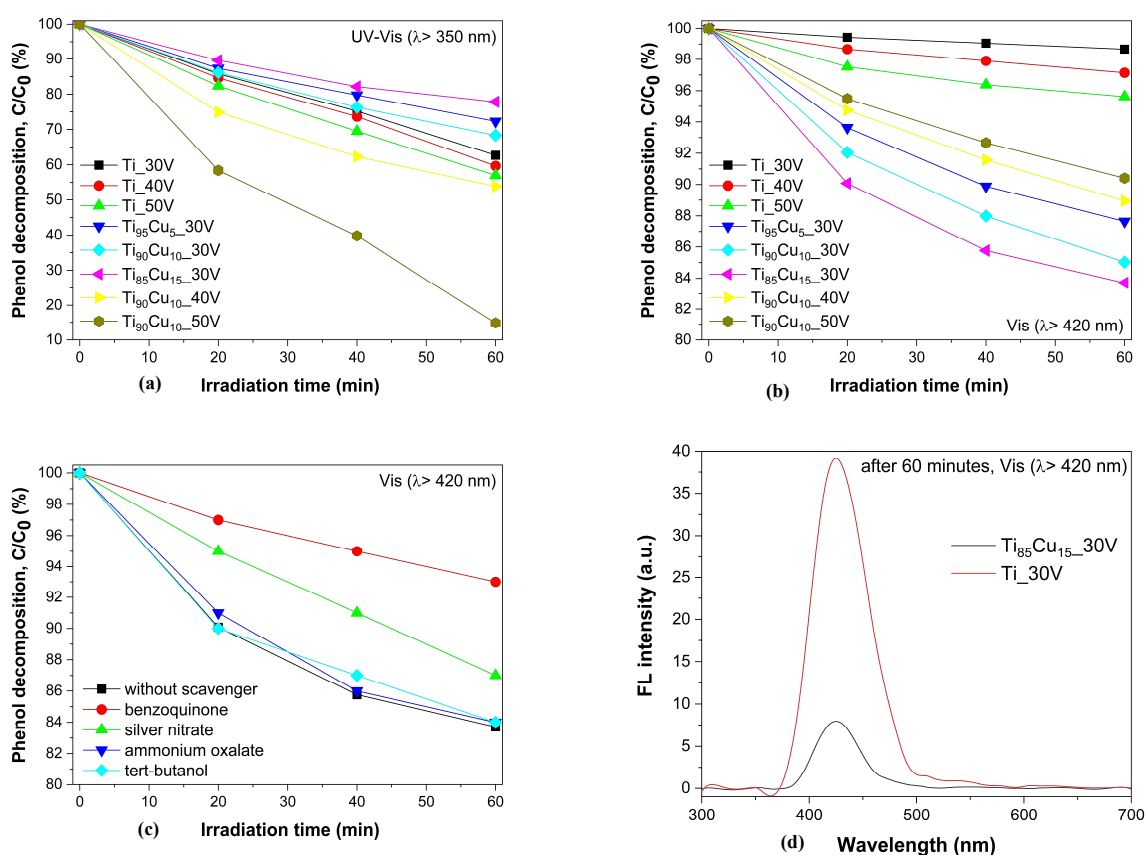 UV-Vis (λ> 350 nm)
Phenol decomposition, C/C₀ (%)
100
90
80
70
60
50
40
30
20
10
Ti_30V
Ti_40V
Ti_50V
Ti₉₅Cu₅_30V
Ti₉₀Cu₁₀_30V
Ti₈₅Cu₁₅_30V
Ti₉₀Cu₁₀_40V
Ti₉₀Cu₁₀_50V
0 10 20 30 40 50 60
(a) Irradiation time (min)
Phenol decomposition, C/C₀ (%)
100
98
96
94
92
90
88
86
84
82
80
Ti_30V
Ti_40V
Ti_50V
Ti₉₅Cu₅_30V
Ti₉₀Cu₁₀_30V
Ti₈₅Cu₁₅_30V
Ti₉₀Cu₁₀_40V
Ti₉₀Cu₁₀_50V
Vis (λ> 420 nm)
0 10 20 30 40 50 60
(b) Irradiation time (min)
Vis (λ> 420 nm)
Phenol decomposition, C/C₀ (%)
100
98
96
94
92
90
88
86
84
82
80
without scavenger
benzoquinone
silver nitrate
ammonium oxalate
tert-butanol
0 10 20 30 40 50 60
(c) Irradiation time (min)
after 60 minutes, Vis (λ> 420 nm)
FL intensity (a.u.)
40
35
30
25
20
15
10
5
0
Ti₈₅Cu₁₅_30V
Ti_30V
300 400 500 600 700
(d) Wavelength (nm)